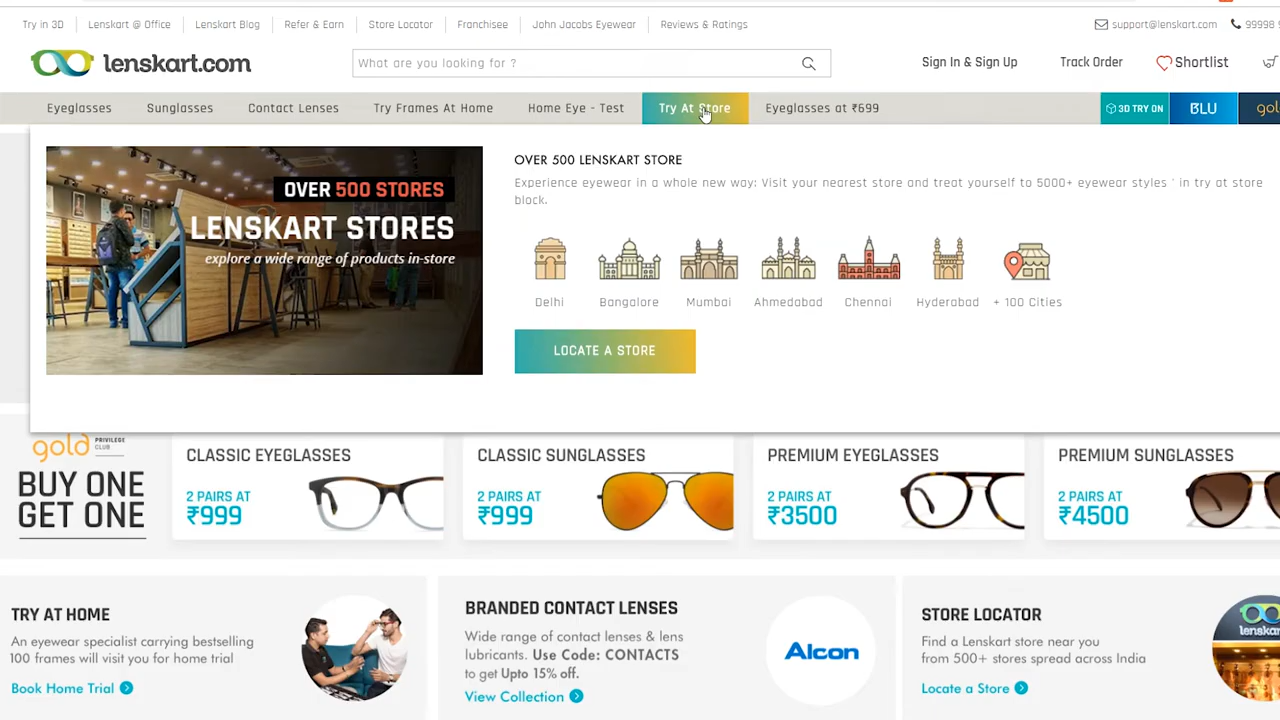 Try in 3D
Lenskart @ Office
Lenskart Blog
Refer & Earn
Store Locator
Franchisee
John Jacobs Eyewear
Reviews & Ratings
support@lenskart.com
lenskart.com
What are you looking for ?
Sign In & Sign Up
Track Order
Shortlist
Eyeglasses
Sunglasses
Contact Lenses
Try Frames At Home
Home Eye - Test
Try At Store
Eyeglasses at ₹699
3D TRY ON
BLU
OVER 500 STORES
LENSKART STORES
explore a wide range of products in-store
OVER 500 LENSKART STORE
Experience eyewear in a whole new way: Visit your nearest store and treat yourself to 5000+ eyewear styles ' in try at store
block.
Delhi
Bangalore
Mumbai
Ahmedabad
Chennai
Hyderabad
+ 100 Cities
LOCATE A STORE
gold PRIVILEGE
CLUB
BUY ONE
GET ONE
CLASSIC EYEGLASSES
2 PAIRS AT
₹999
CLASSIC SUNGLASSES
2 PAIRS AT
₹999
PREMIUM EYEGLASSES
2 PAIRS AT
₹3500
PREMIUM SUNGLASSES
2 PAIRS AT
₹4500
TRY AT HOME
An eyewear specialist carrying bestselling
100 frames will visit you for home trial
Book Home Trial
BRANDED CONTACT LENSES
Wide range of contact lenses & lens
lubricants. Use Code: CONTACTS
to get Upto 15% off.
View Collection
Alcon
STORE LOCATOR
Find a Lenskart store near you
from 500+ stores spread across India
Locate a Store